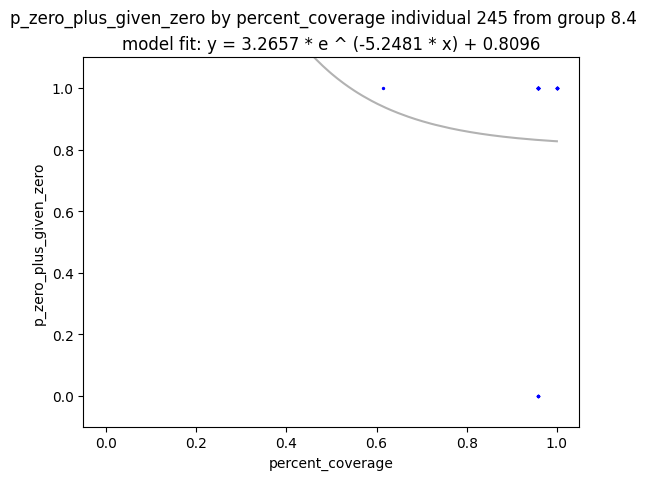 p_zero_plus_given_zero by percent_coverage individual 245 from group 8.4
model fit: y = 3.2657 * e ^ (-5.2481 * x) + 0.8096
1.0
0.8
0.6
0.4
0.2
0.0
p_zero_plus_given_zero
0.0 0.2 0.4 0.6 0.8 1.0
percent_coverage